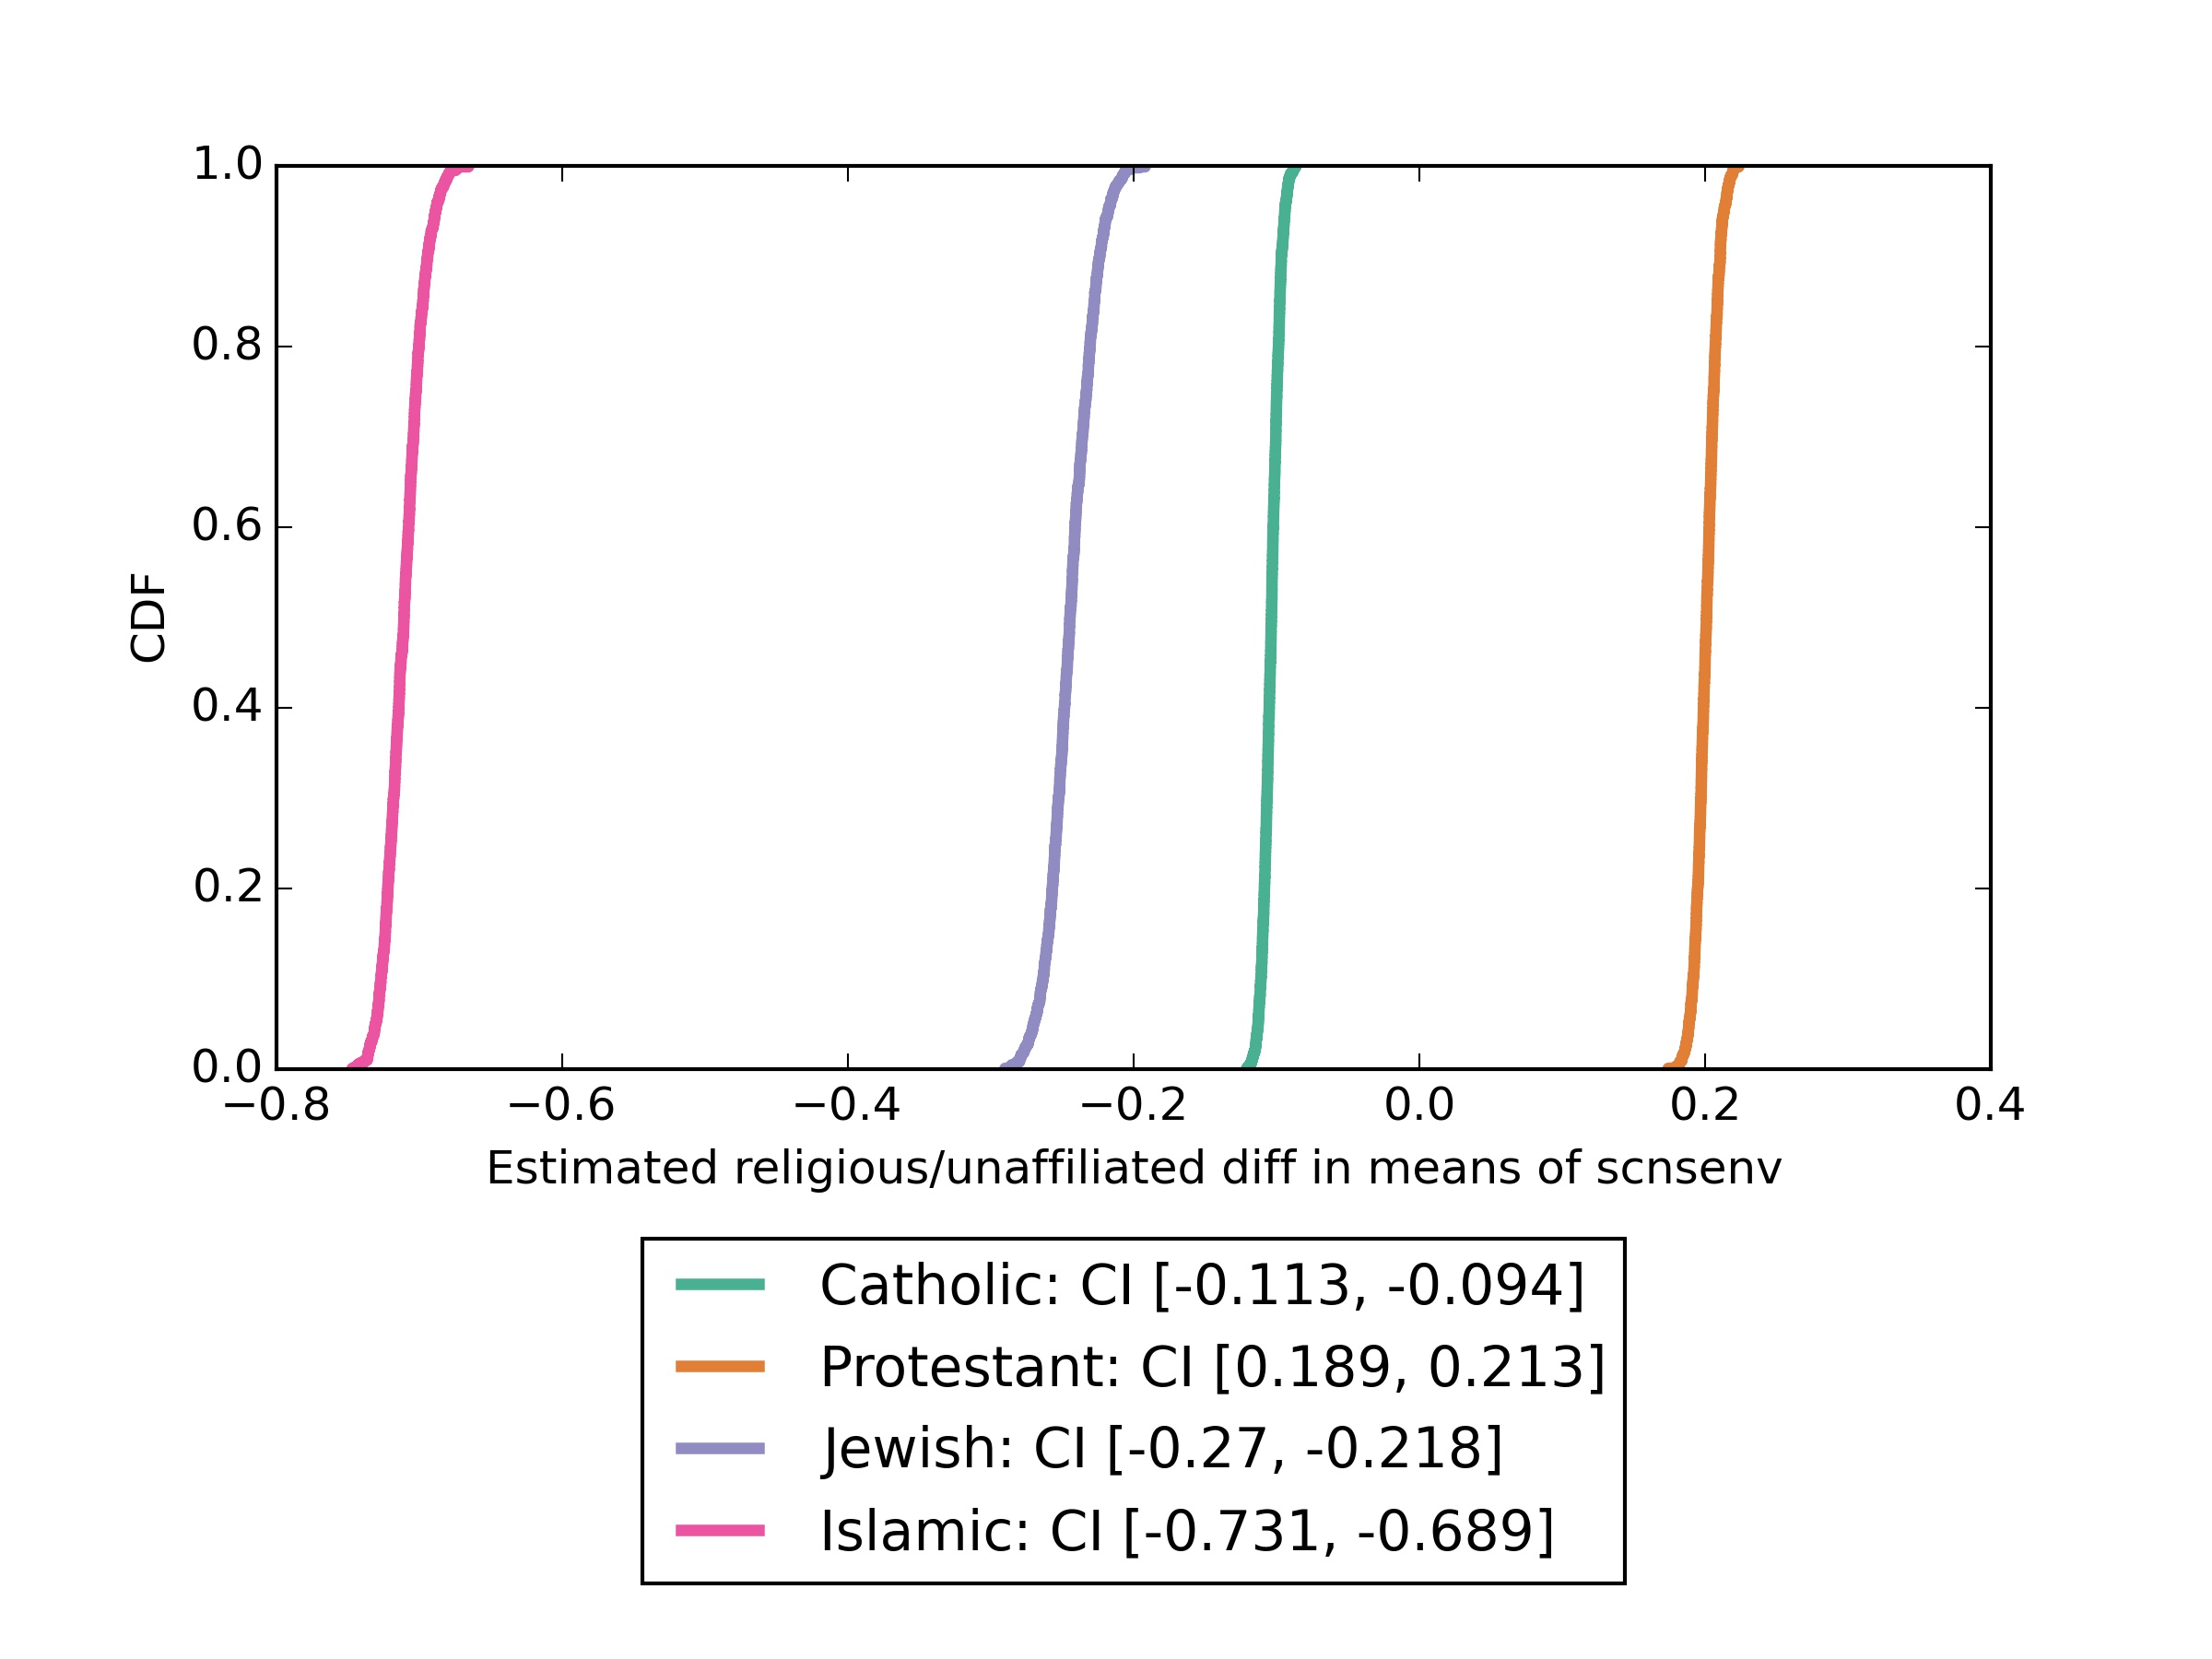 1.0
0.8
0.6
0.4
0.2
0.0
CDF
−0.8 −0.6 −0.4 −0.2 0.0 0.2 0.4
Estimated religious/unaffiliated diff in means of scnsenv
Catholic: CI [-0.113, -0.094]
Protestant: CI [0.189, 0.213]
Jewish: CI [-0.27, -0.218]
Islamic: CI [-0.731, -0.689]